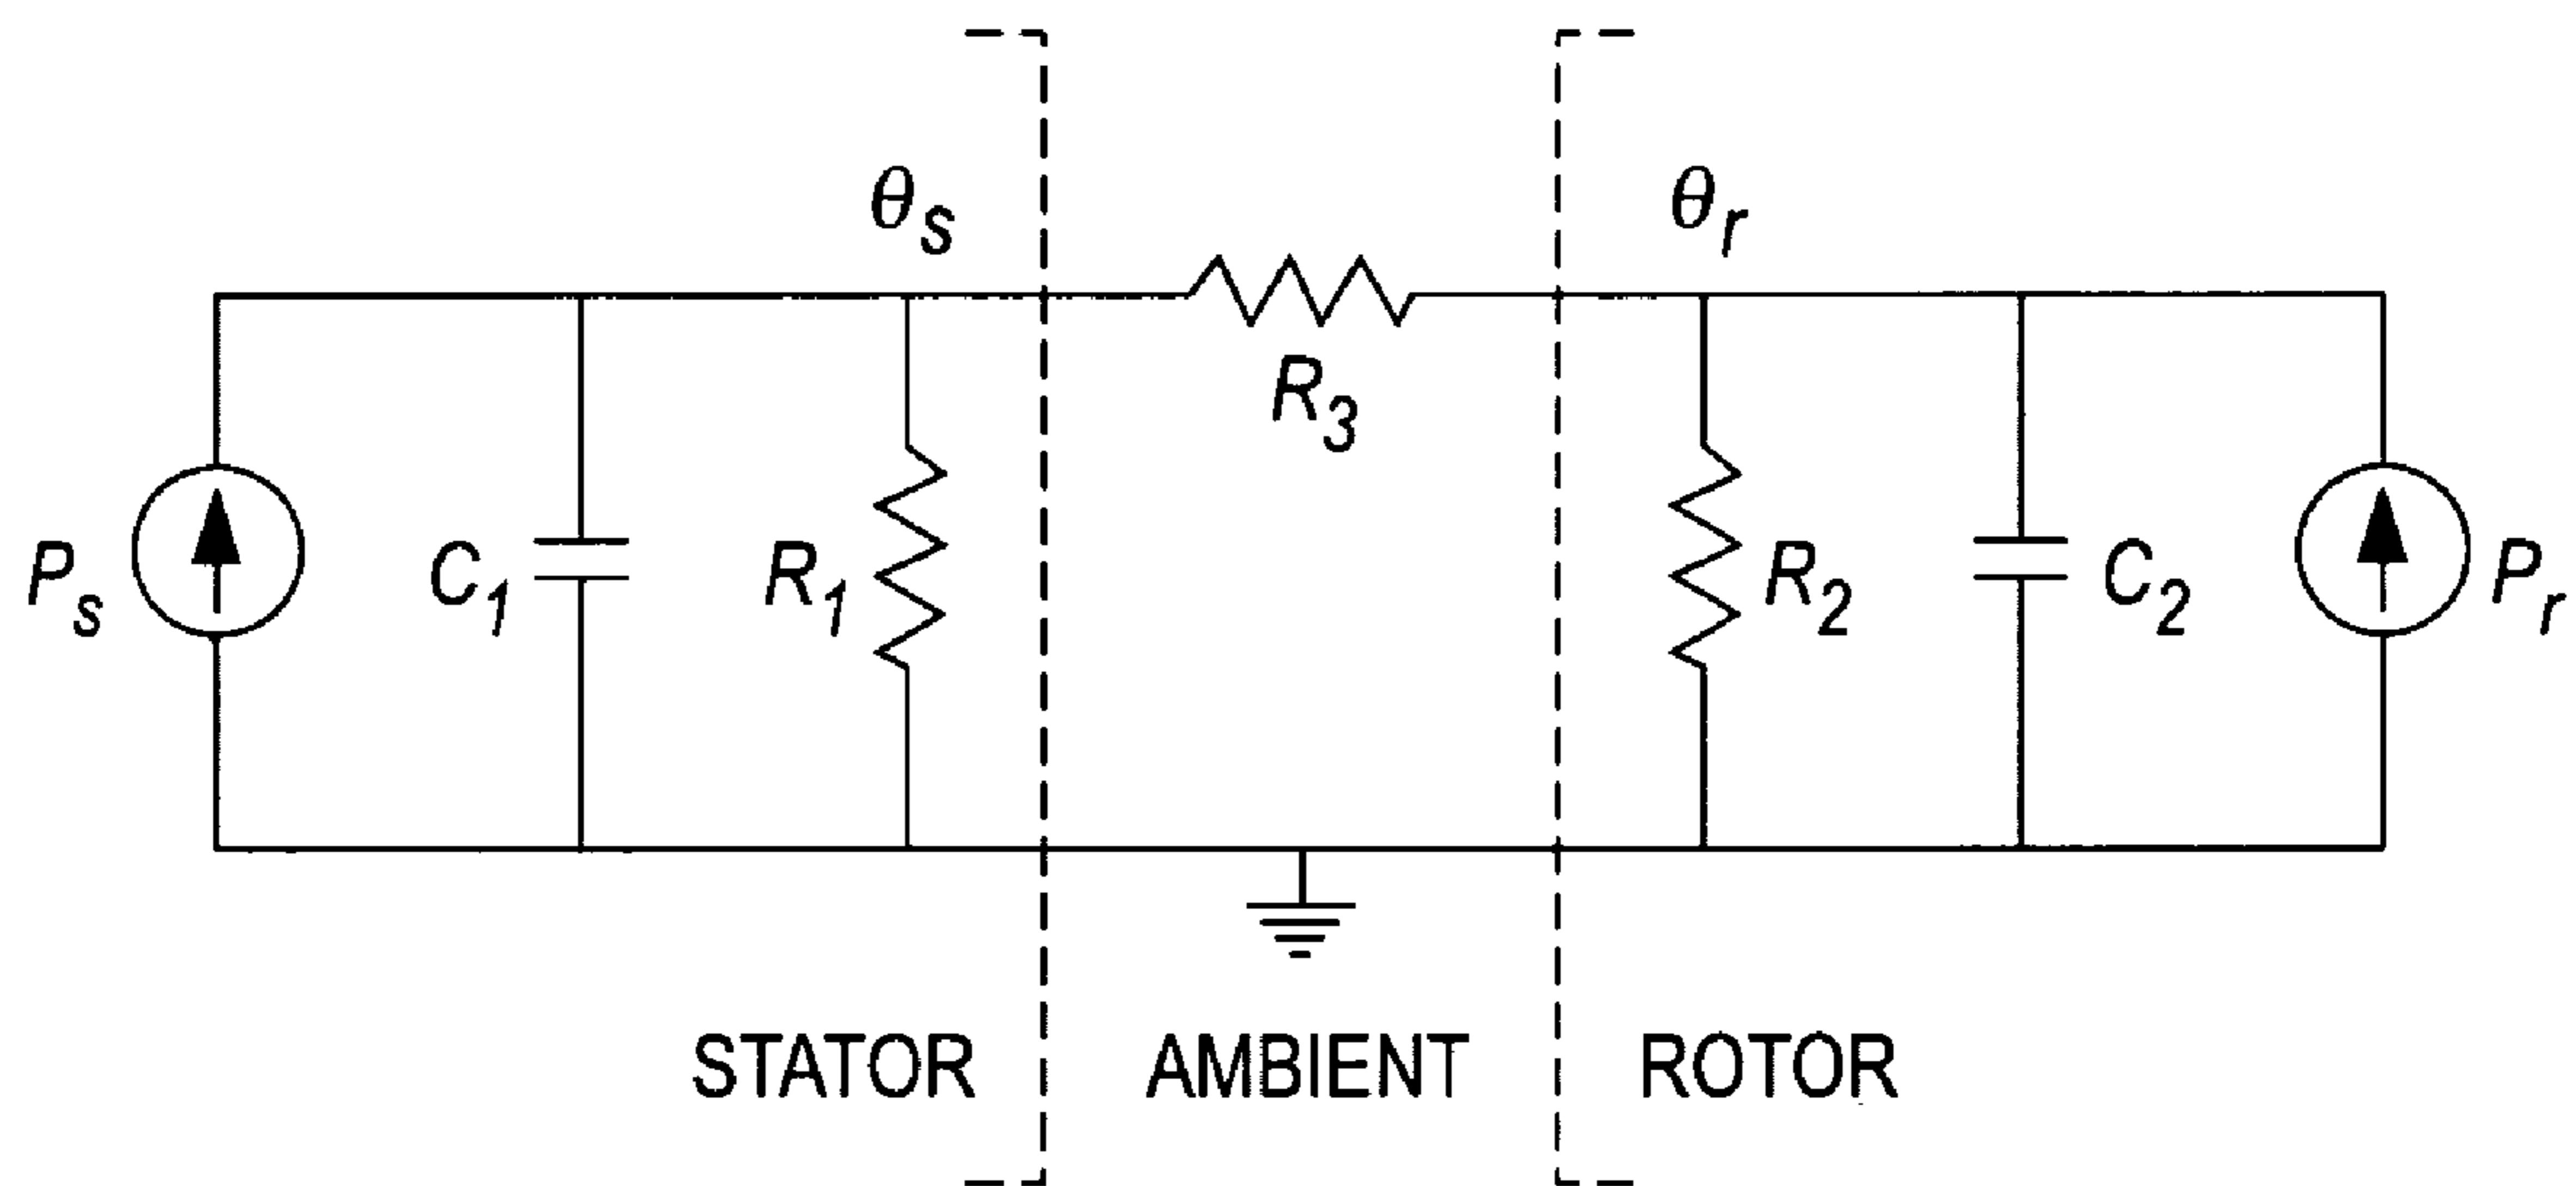 θs
θr
R3
Ps
C1
R1
R2
C2
Pr
STATOR
AMBIENT
ROTOR